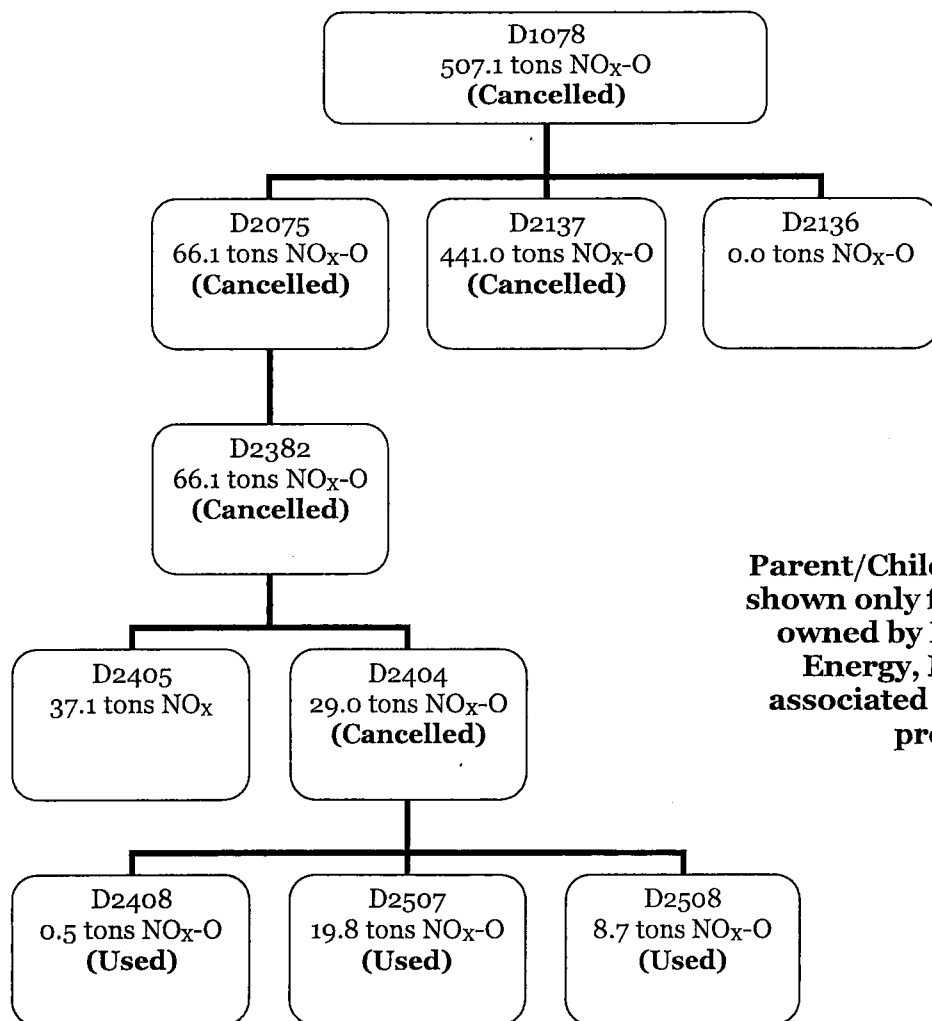 D1078
507.1 tons NOx-O
(Cancelled)
D2075
66.1 tons NOx-O
(Cancelled)
D2137
441.0 tons NOx-O
(Cancelled)
D2136
0.0 tons NOx-O
D2382
66.1 tons NOx-O
(Cancelled)
Parent/Chil
shown only
owned by
Energy,
associated
pr
D2405
37.1 tons NOx
D2404
29.0 tons NOx-O
(Cancelled)
D2408
0.5 tons NOx-O
(Used)
D2507
19.8 tons NOx-O
(Used)
D2508
8.7 tons NOx-O
(Used)